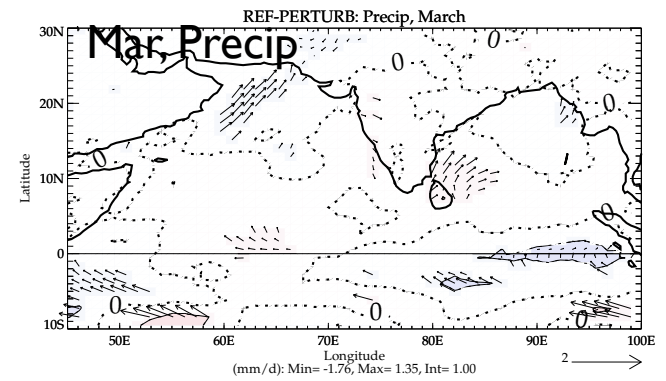 REF-PERTURB: Precip, March
Mar, Precip
30N
20N
10N
0
10S
Latitude
0
0
0
0
0
0
0
0
50E
60E
70E
80E
90E
100E
Longitude
(mm/d): Min= -1.76, Max= 1.35, Int= 1.00
2